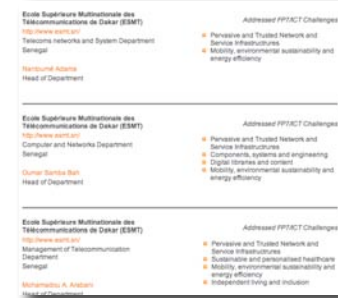 Ecole Supérieure Multinationale des
Télécommunications de Dakar (ESMT)
http://www.esmt.sn/
Telecoms networks and System Department
Senegal
Head of Department
Addressed FP7/ICT Challenges
Pervasive and Trusted Network and
Service Infrastructures
Mobility, environmental sustainability and
energy efficiency
Ecole Supérieure Multinationale des
Télécommunications de Dakar (ESMT)
http://www.esmt.sn/
Computer and Networks Department
Senegal
Oumar Samba Bah
Head of Department
Addressed FP7/ICT Challenges
Pervasive and Trusted Network and
Service Infrastructures
Components, systems and engineering
Digital libraries and content
Mobility, environmental sustainability and
energy efficiency
Ecole Supérieure Multinationale des
Télécommunications de Dakar (ESMT)
http://www.esmt.sn/
Management of Telecommunication
Department
Senegal
Mohamadou A.
Head of Department
Addressed FP7/ICT Challenges
Pervasive and Trusted Network and
Service Infrastructures
Sustainable and personalised healthcare
Mobility, environmental sustainability and
energy efficiency
Independent living and inclusion